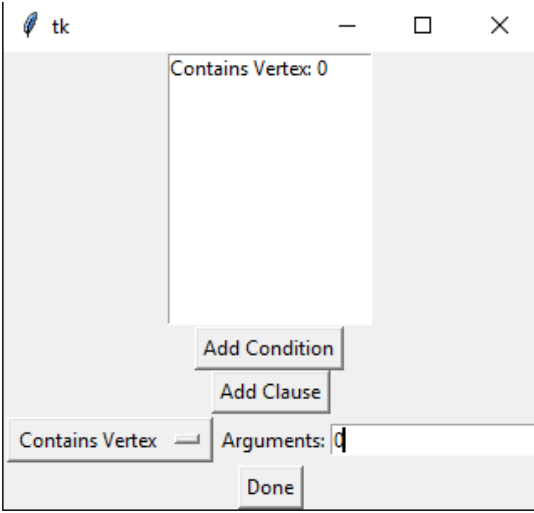 tk
Contains Vertex: 0
Add Condition
Add Clause
Contains Vertex Arguments: 0
Done